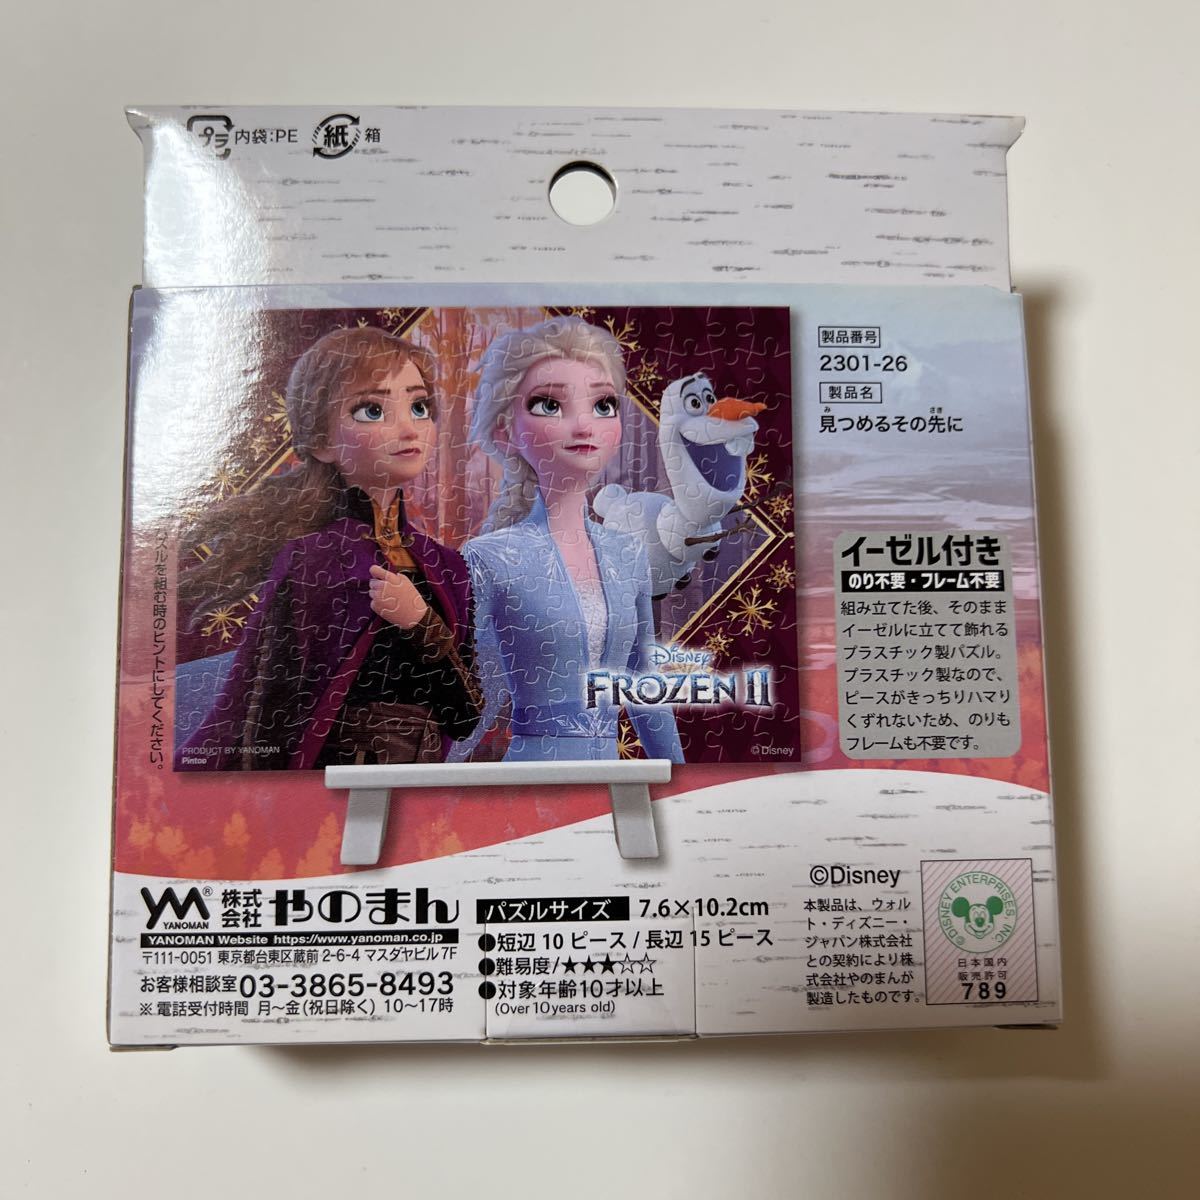 プラ 内袋:PE 紙 箱
製品番号
2301-26
製品名
見つめるその先に
み さき
イーゼル付き
のり不要・フレーム不要
組み立てた後、そのまま
イーゼルに立てて飾れる
プラスチック製パズル。
プラスチック製なので、
ピースがきっちりハマり
くずれないため、のりも
フレームも不要です。
パズルを組む時のヒントにしてください。
Disney
FROZEN II
PRODUCT BY YANOMAN
Pintoo
©Disney
YM® YANOMAN 株式会社 やのまん
YANOMAN Website https://www.yanoman.co.jp
〒111-0051 東京都台東区蔵前 2-6-4 マスダヤビル 7F
お客様相談室 03-3865-8493
※電話受付時間 月~金(祝日除く) 10~17時
パズルサイズ 7.6×10.2cm
●短辺 10 ピース / 長辺 15 ピース
●難易度/★★★☆☆
●対象年齢10才以上
(Over 10 years old)
©Disney
本製品は、ウォル
ト・ディズニー・
ジャパン株式会社
との契約により株
式会社やのまんが
製造したものです。
©DISNEY ENTERPRISES INC
日本国内
販売許可
789